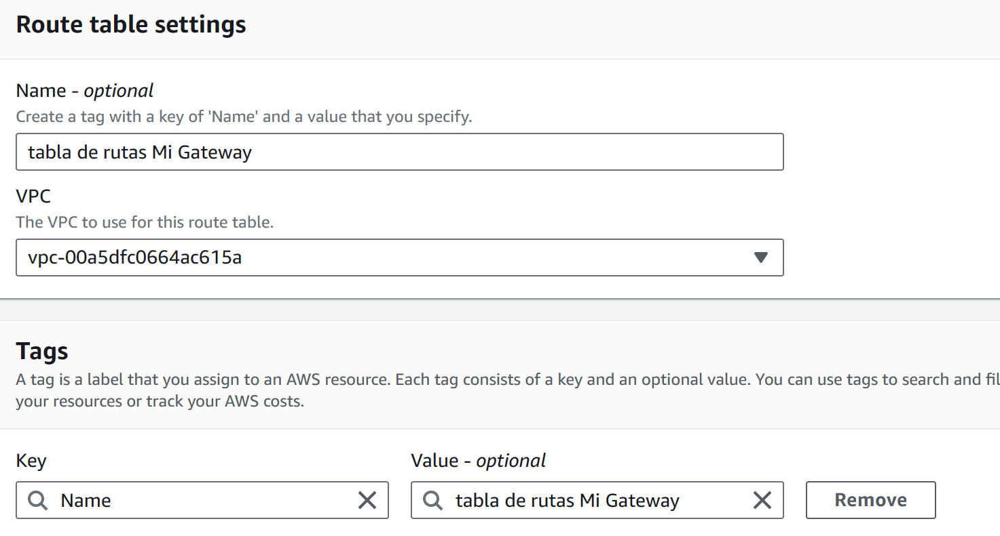 Route table settings
Name - optional
Create a tag with a key of 'Name' and a value that you specify.
tabla de rutas Mi Gateway
VPC
The VPC to use for this route table.
vpc-00a5dfc0664ac615a
Tags
A tag is a label that you assign to an AWS resource. Each tag consists of a key and an optional value. You can use tags to search and fil
your resources or track your AWS costs.
Key Value - optional
Name tabla de rutas Mi Gateway Remove